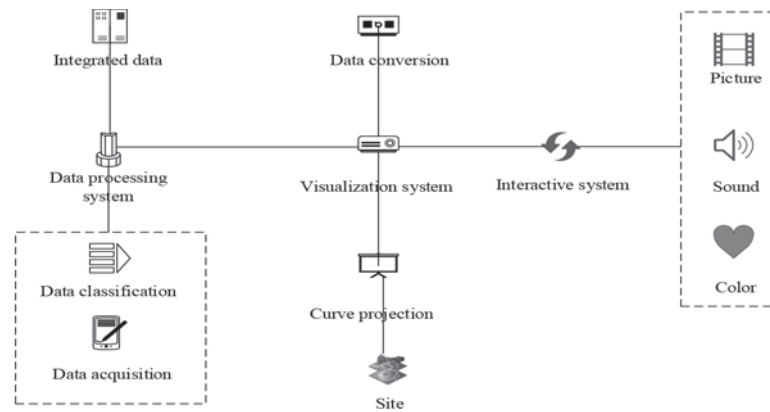 Integrated data
Data conversion
Picture
Data processing
system
Visualization system
Interactive system
Sound
Data classification
Curve projection
Color
Data acquisition
Site